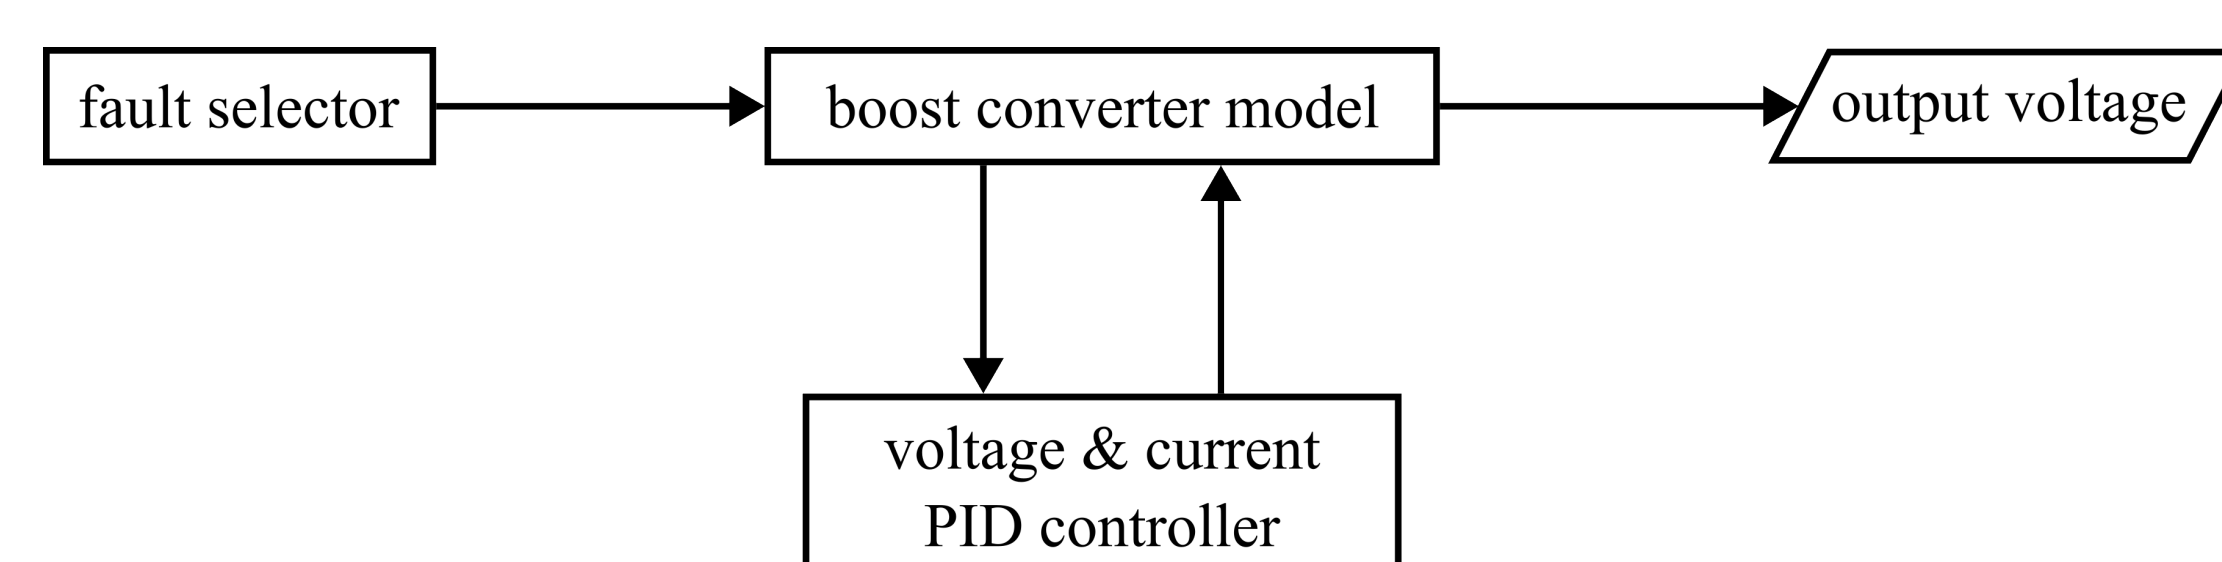 fault selector
boost converter model
output voltage
voltage & current
PID controller